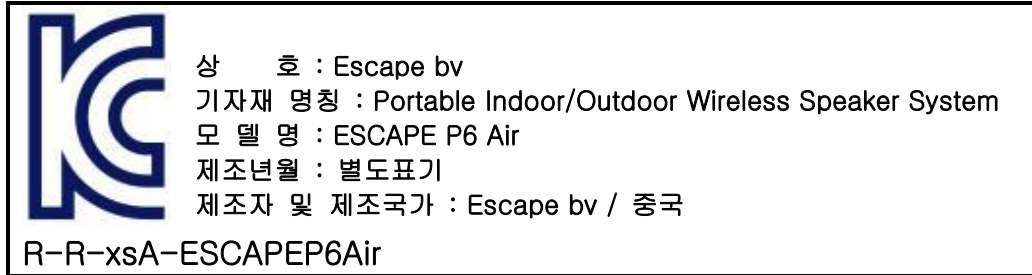 상 호 : Escape bv
기자재 명칭 : Portable Indoor/Outdoor Wireless Speaker System
모 델 명 : ESCAPE P6 Air
제조년월 : 별도표기
제조자 및 제조국가 : Escape bv / 중국
R-R-xsA-ESCAPEP6Air